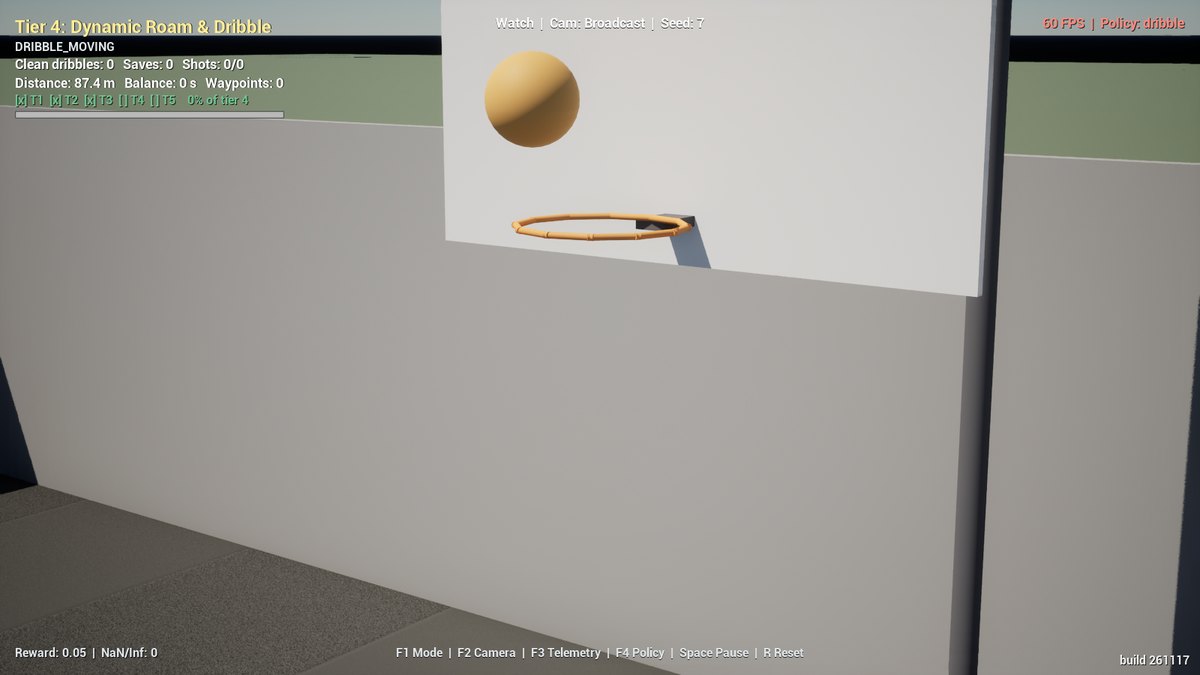 Tier 4: Dynamic Roam & Dribble
DRIBBLE_MOVING
Clean dribbles: 0 Saves: 0 Shots: 0/0
Distance: 87.4 m Balance: 0 s Waypoints: 0
[x] T1 [x] T2 [x] T3 [ ] T4 [ ] T5 0% of tier 4
Watch | Cam: Broadcast | Seed: 7
60 FPS | Policy: dribble
Reward: 0.05 | NaN/Inf: 0
F1 Mode | F2 Camera | F3 Telemetry | F4 Policy | Space Pause | R Reset
build 261117